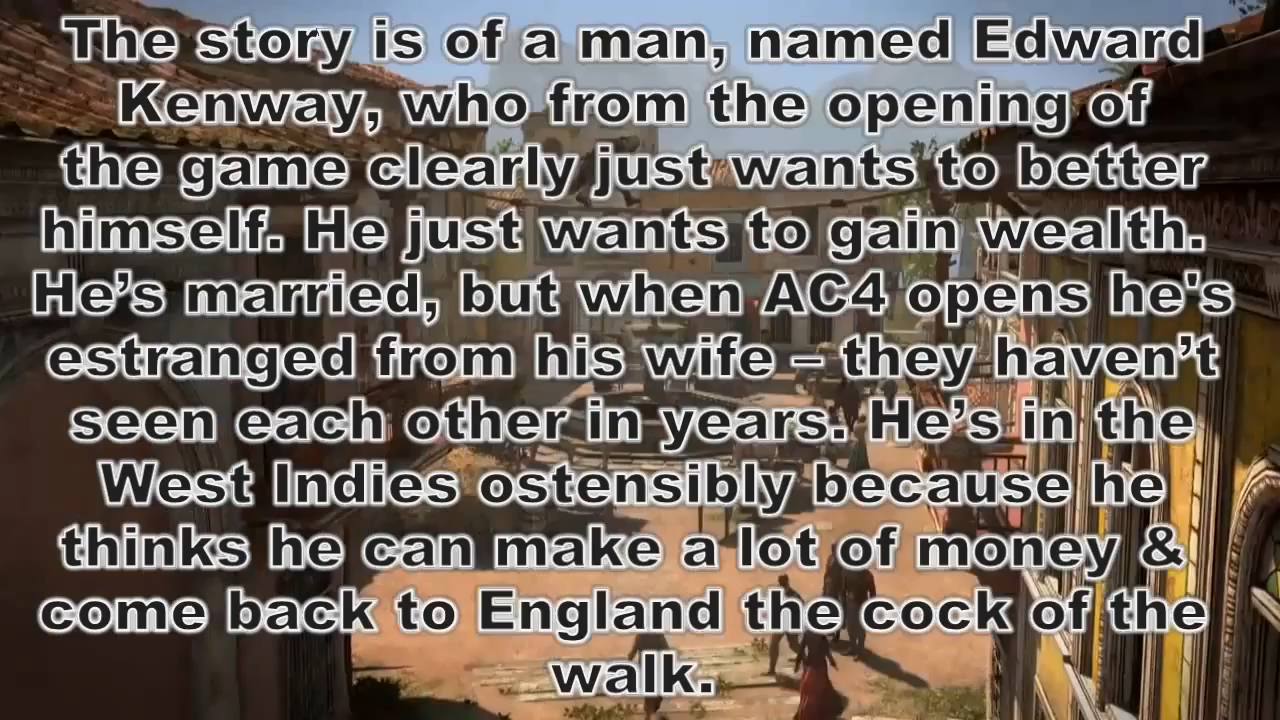 The story is of a man, named Edward
Kenway, who from the opening of
the game clearly just wants to better
himself. He just wants to gain wealth.
He’s married, but when AC4 opens he's
estranged from his wife – they haven’t
seen each other in years. He’s in the
West Indies ostensibly because he
thinks he can make a lot of money &
come back to England the cock of the
walk.